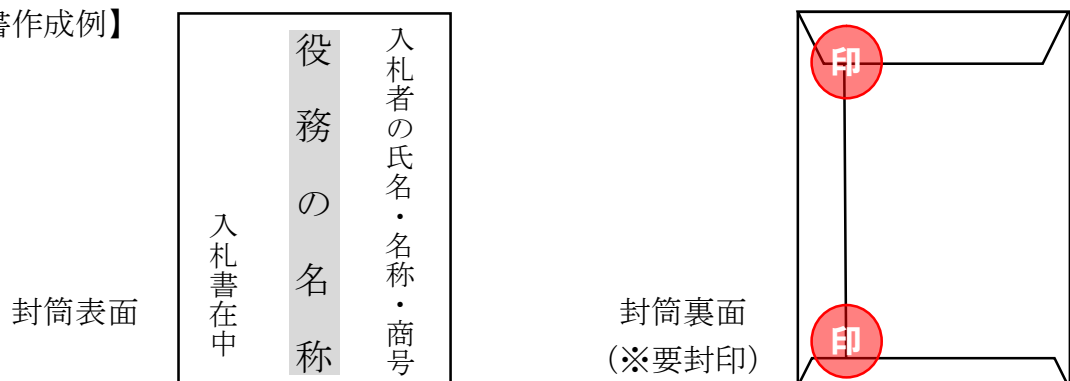 書作成例】
入札者の氏名・名称・商号
役務の名称
入札書在中
封筒表面
印
封筒裏面
（※要封印）
印